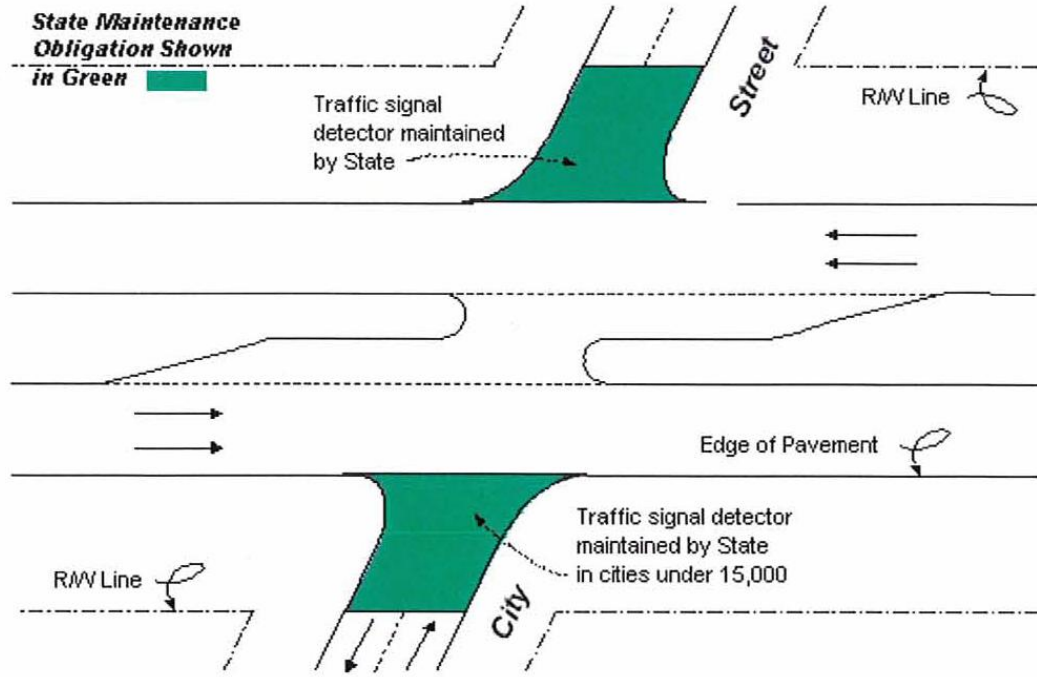 State Maintenance
Obligation Shown
in Green
Traffic signal
detector maintained
by State
Street
R/W Line
Edge of Pavement
Traffic signal detector
maintained by State
in cities under 15,000
R/W Line
City